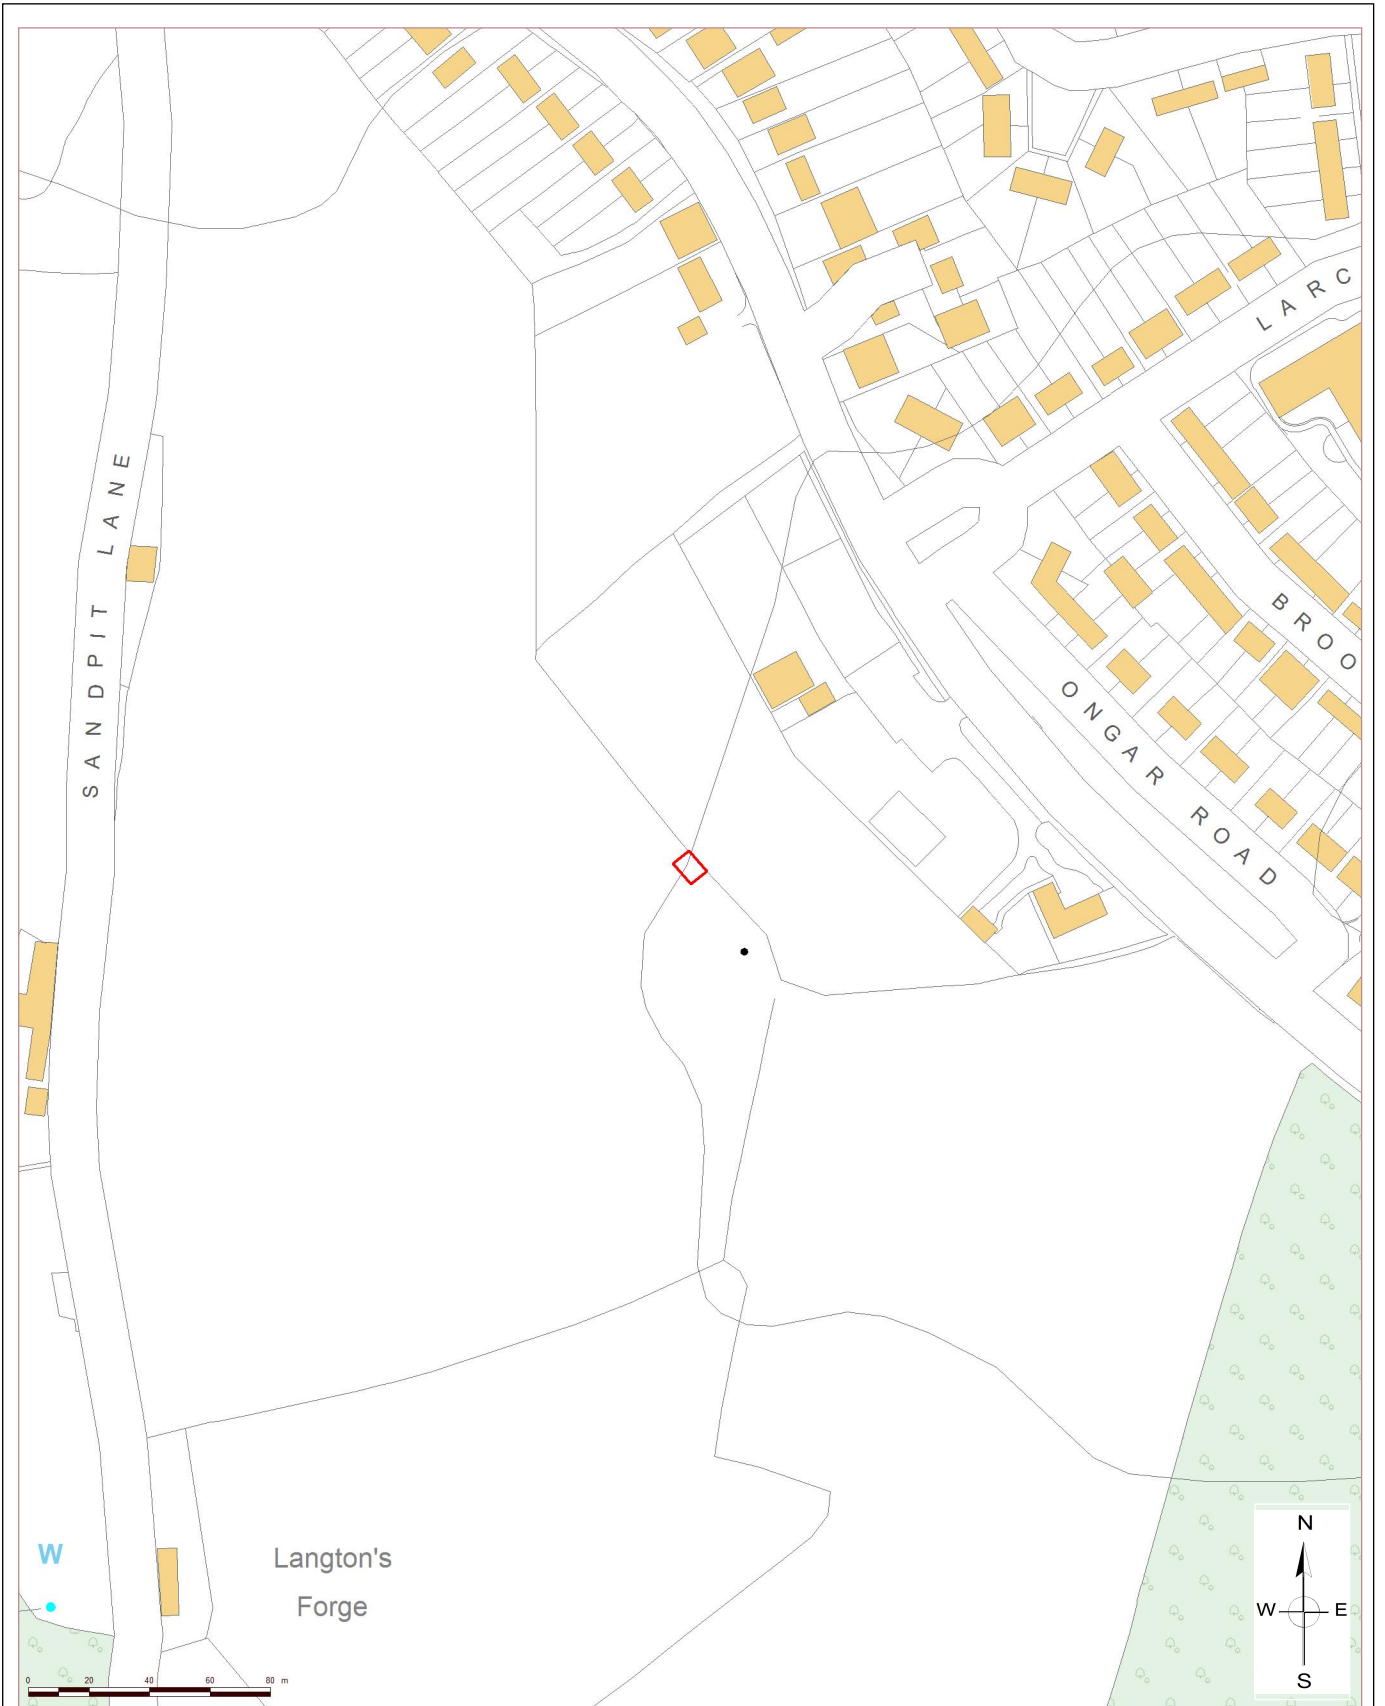 LARC
SANDPIT LANE
BROO
ONGAR ROAD
W
Langton's
Forge
N
W E
S
0 20 40 60 80 m